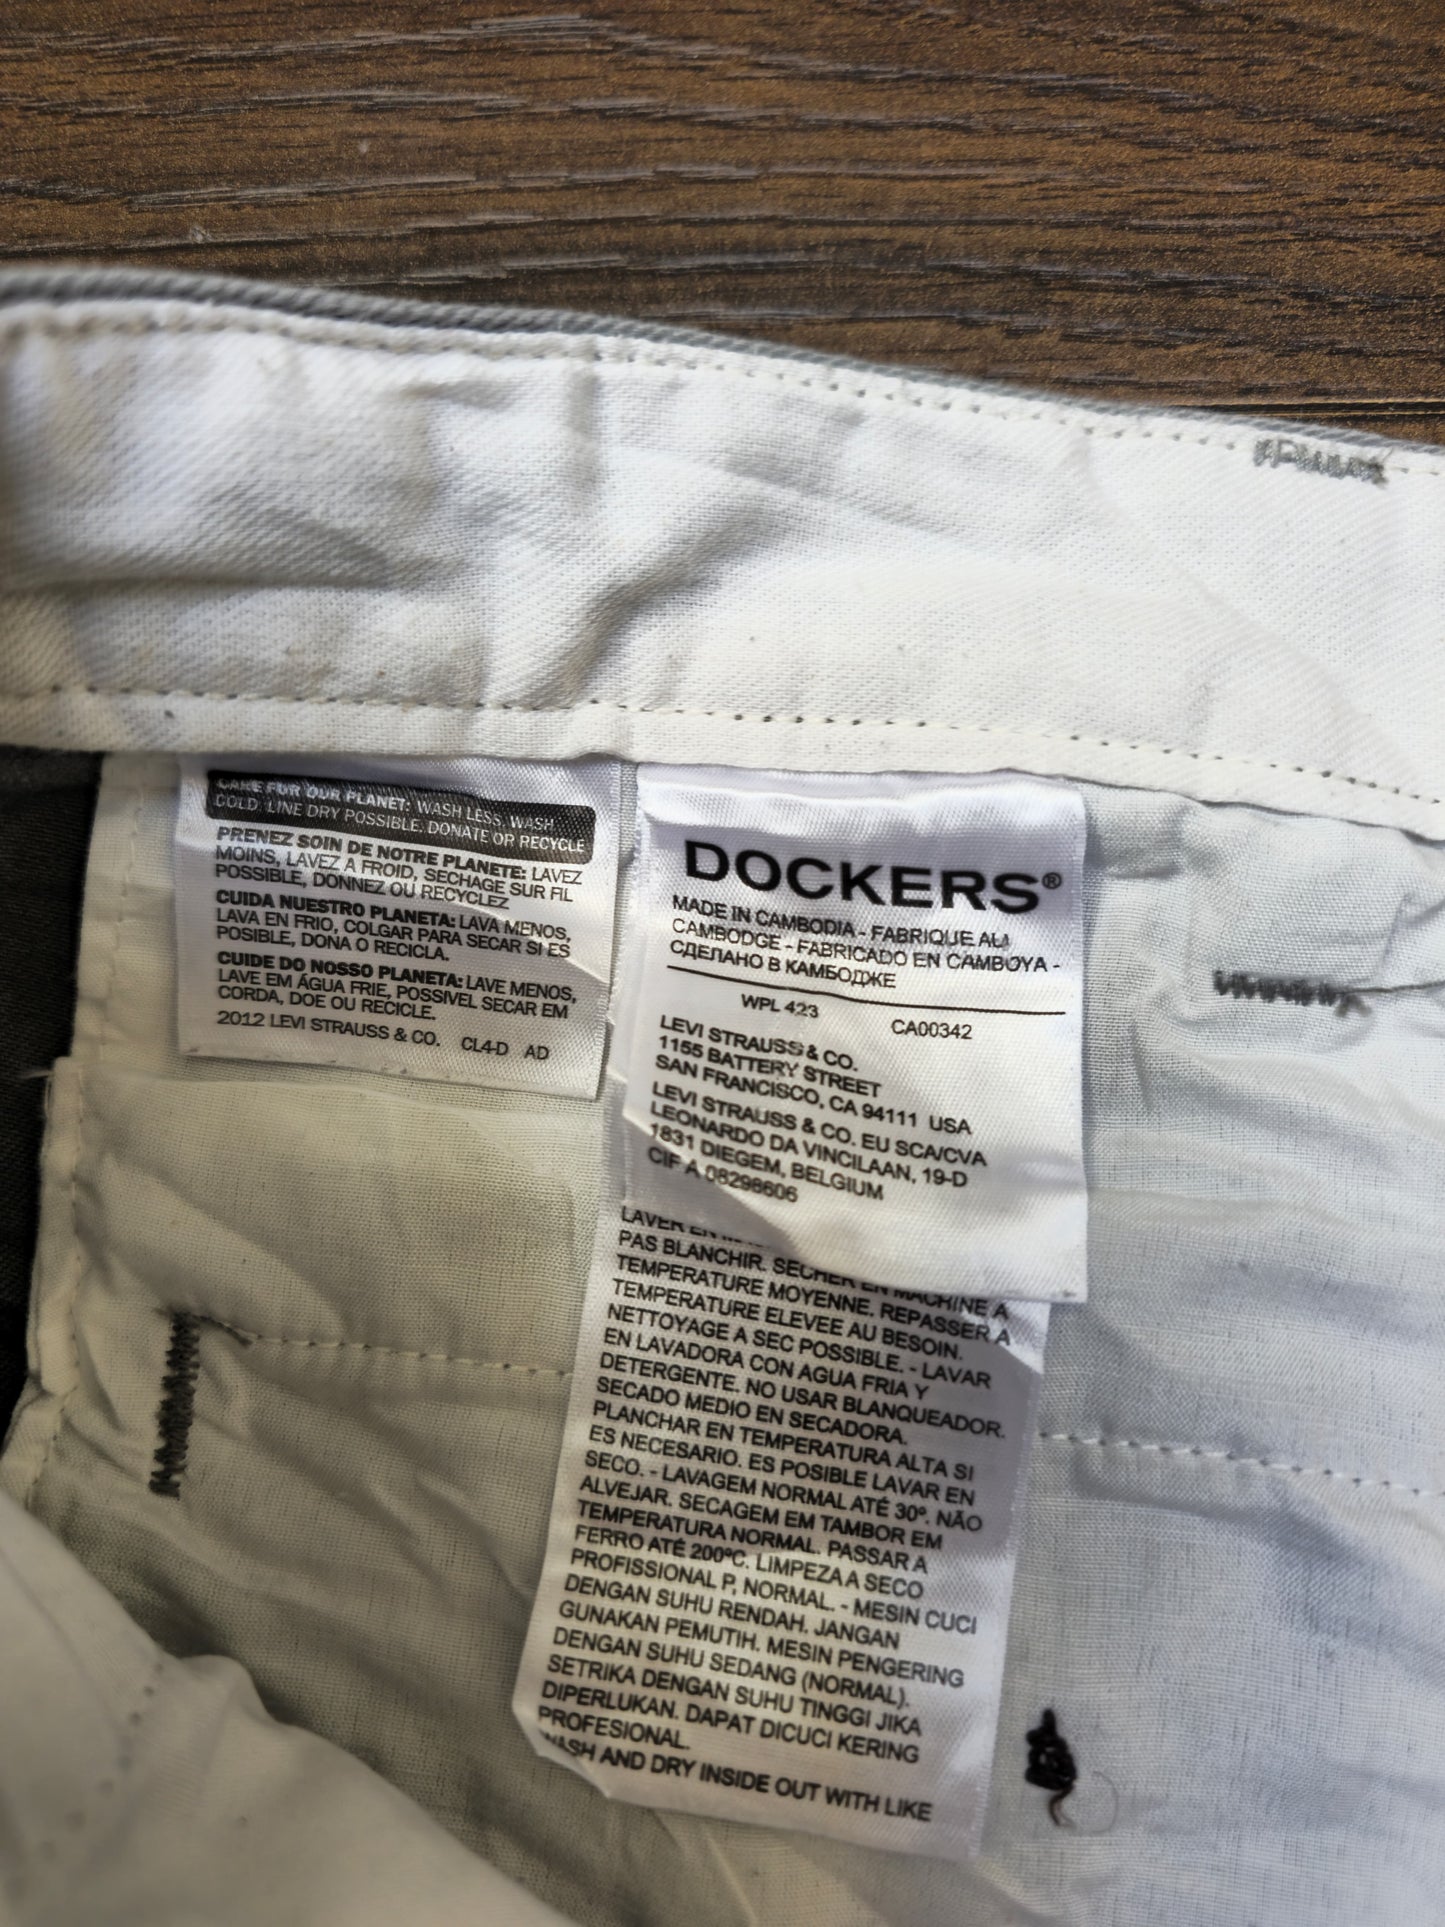 CARE FOR OUR PLANET: WASH LESS, WASH
COLD, LINE DRY POSSIBLE, DONATE OR RECYCLE
PRENEZ SOIN DE NOTRE PLANETE: LAVEZ
MOINS, LAVEZ A FROID, SECHAGE SUR FIL
POSSIBLE, DONNEZ OU RECYCLEZ
CUIDA NUESTRO PLANETA: LAVA MENOS,
LAVA EN FRIO, COLGAR PARA SECAR SI ES
POSIBLE, DONA O RECICLA.
CUIDE DO NOSSO PLANETA: LAVE MENOS,
LAVE EM ÁGUA FRIE, POSSIVEL SECAR EM
CORDA, DOE OU RECICLE.
2012 LEVI STRAUSS & CO. CL4-D AD
DOCKERS®
MADE IN CAMBODIA - FABRIQUE AU
CAMBODGE - FABRICADO EN CAMBOYA -
СДЕЛАНО В КАМБОДЖЕ
WPL 423 CA00342
LEVI STRAUSS & CO.
1155 BATTERY STREET
SAN FRANCISCO, CA 94111 USA
LEVI STRAUSS & CO. EU SCA/CVA
LEONARDO DA VINCILAAN, 19-D
1831 DIEGEM, BELGIUM
CIF A 08298606
LAVER EN
PAS BLANCHIR. SECHER EN MACHINE A
TEMPERATURE MOYENNE. REPASSER A
TEMPERATURE ELEVEE AU BESOIN.
NETTOYAGE A SEC POSSIBLE. - LAVAR
EN LAVADORA CON AGUA FRIA Y
DETERGENTE. NO USAR BLANQUEADOR.
SECADO MEDIO EN SECADORA.
PLANCHAR EN TEMPERATURA ALTA SI
ES NECESARIO. ES POSIBLE LAVAR EN
SECO. - LAVAGEM NORMAL ATÉ 30º. NÃO
ALVEJAR. SECAGEM EM TAMBOR EM
TEMPERATURA NORMAL. PASSAR A
FERRO ATÉ 200ºC. LIMPEZA A SECO
PROFISSIONAL P, NORMAL. - MESIN CUCI
DENGAN SUHU RENDAH. JANGAN
GUNAKAN PEMUTIH. MESIN PENGERING
DENGAN SUHU SEDANG (NORMAL).
SETRIKA DENGAN SUHU TINGGI JIKA
DIPERLUKAN. DAPAT DICUCI KERING
PROFESIONAL.
WASH AND DRY INSIDE OUT WITH LIKE